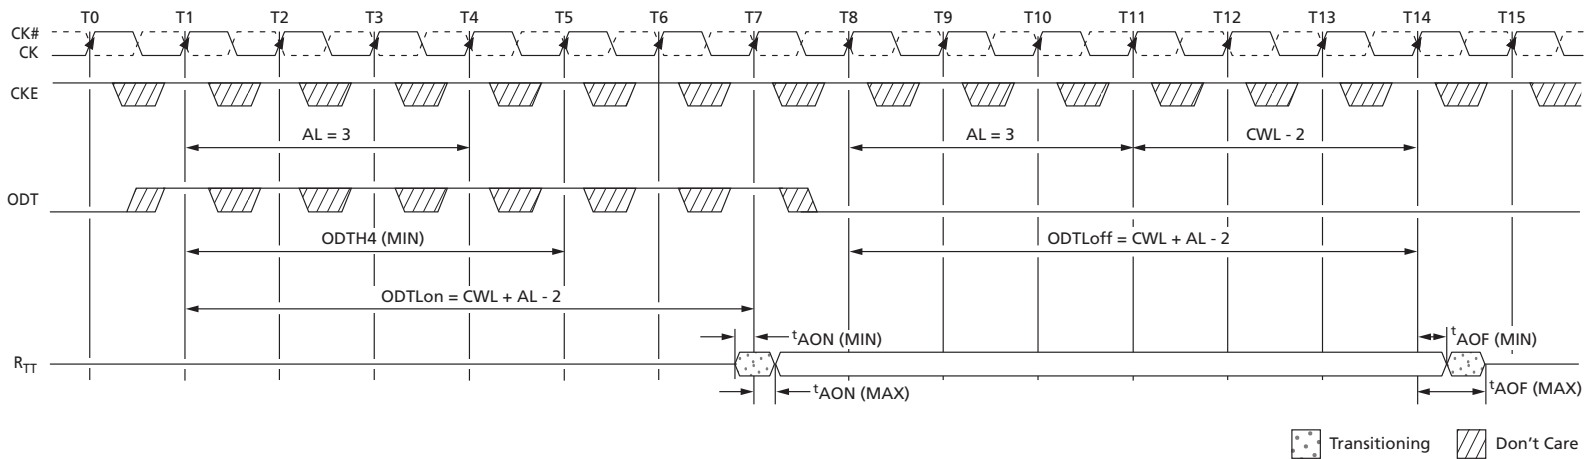 T0 T1 T2 T3 T4 T5 T6 T7 T8 T9 T10 T11 T12 T13 T14 T15
CK#
CK
CKE
AL = 3 AL = 3 CWL - 2
ODT
ODTH4 (MIN) ODTLoff = CWL + AL - 2
ODTLon = CWL + AL - 2
tAON (MIN) tAOF (MIN)
RTT
tAON (MAX) tAOF (MAX)
Transitioning Don't Care